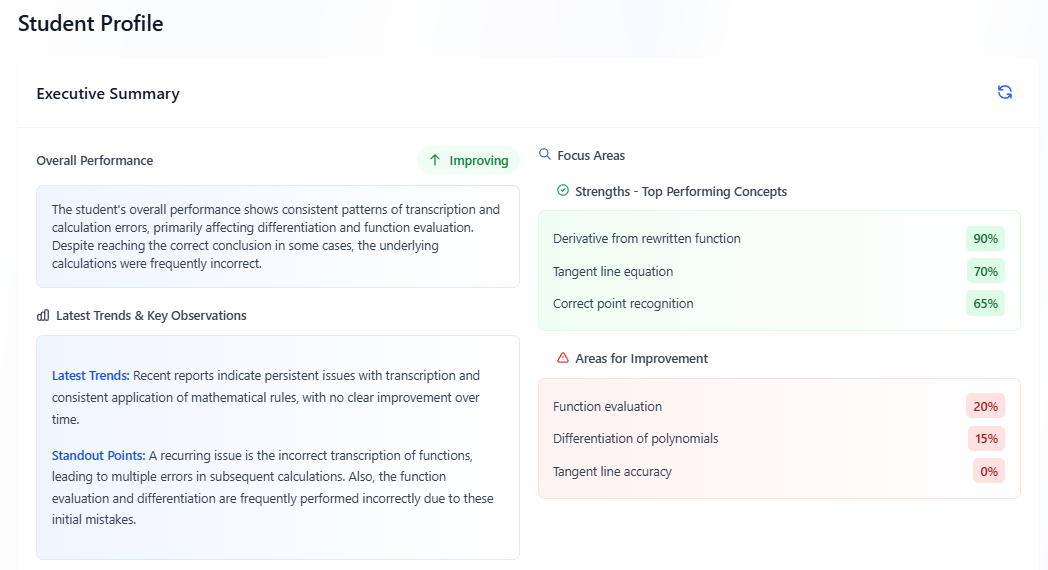 Student Profile
Executive Summary
Overall Performance
Improving
The student's overall performance shows consistent patterns of transcription and
calculation errors, primarily affecting differentiation and function evaluation.
Despite reaching the correct conclusion in some cases, the underlying
calculations were frequently incorrect.
Latest Trends & Key Observations
Latest Trends: Recent reports indicate persistent issues with transcription and
consistent application of mathematical rules, with no clear improvement over
time.
Standout Points: A recurring issue is the incorrect transcription of functions,
leading to multiple errors in subsequent calculations. Also, the function
evaluation and differentiation are frequently performed incorrectly due to these
initial mistakes.
Focus Areas
Strengths - Top Performing Concepts
Derivative from rewritten function 90%
Tangent line equation 70%
Correct point recognition 65%
Areas for Improvement
Function evaluation 20%
Differentiation of polynomials 15%
Tangent line accuracy 0%